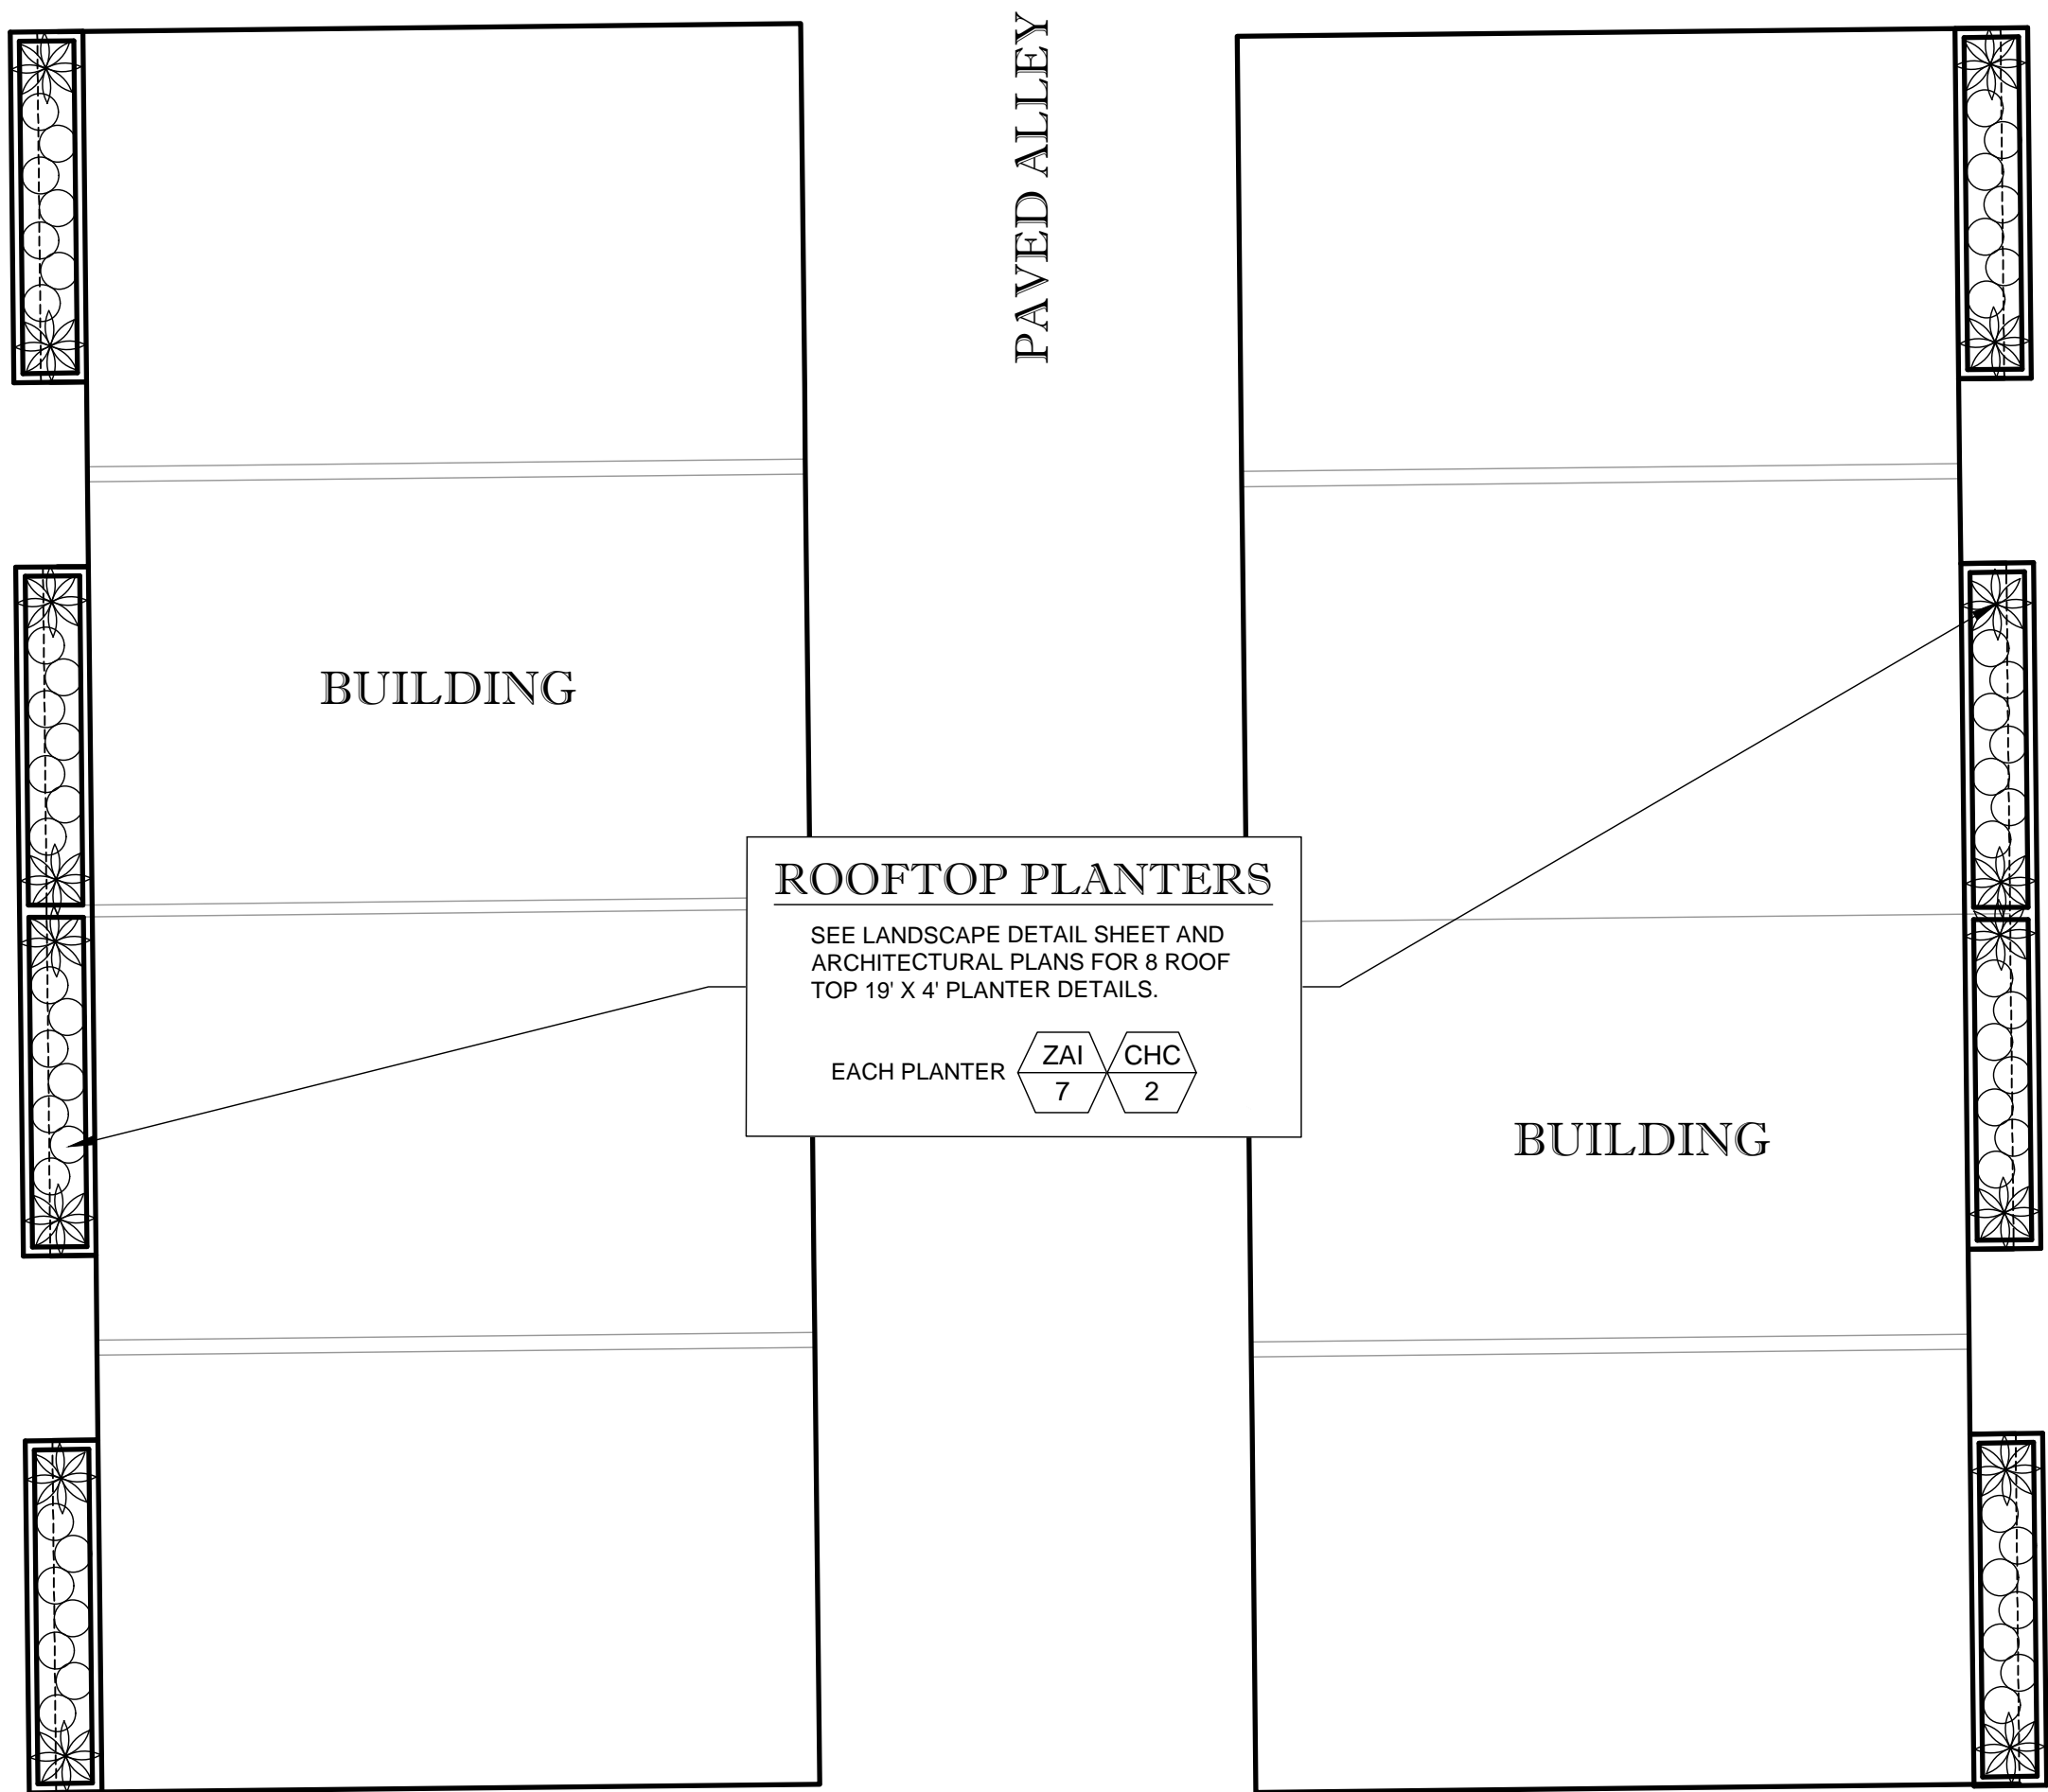 PAVED ALLEY
BUILDING
ROOFTOP PLANTERS
SEE LANDSCAPE DETAIL SHEET AND
ARCHITECTURAL PLANS FOR 8 ROOF
TOP 19' X 4' PLANTER DETAILS.
EACH PLANTER
ZAI
7
CHC
2
BUILDING